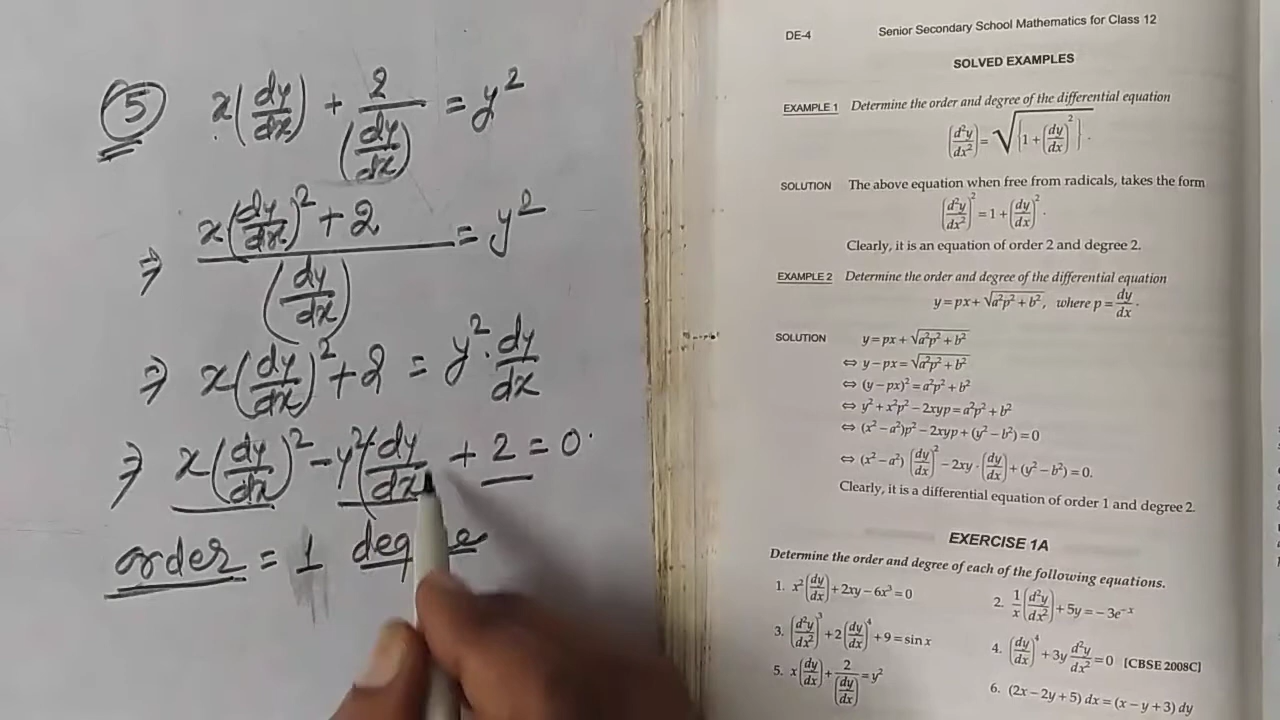 ⑤ x(dy/dx) + 2/(dy/dx) = y²
⇒ (x(dy/dx)² + 2)/(dy/dx) = y²
⇒ x(dy/dx)² + 2 = y² · dy/dx
⇒ x(dy/dx)² - y²(dy/dx + 2 = 0.
order = 1 deg
DE-4 Senior Secondary School Mathematics for Class 12
SOLVED EXAMPLES
EXAMPLE 1 Determine the order and degree of the differential equation
(d²y/dx²) = √{1 + (dy/dx)²} ·
SOLUTION The above equation when free from radicals, takes the form
(d²y/dx²)² = 1 + (dy/dx)² ·
Clearly, it is an equation of order 2 and degree 2.
EXAMPLE 2 Determine the order and degree of the differential equation
y = px + √a²p² + b², where p = dy/dx ·
SOLUTION y = px + √a²p² + b²
⇔ y - px = √a²p² + b²
⇔ (y - px)² = a²p² + b²
⇔ y² + x²p² - 2xyp = a²p² + b²
⇔ (x² - a²)p² - 2xyp + (y² - b²) = 0
⇔ (x² - a²) (dy/dx)² - 2xy · (dy/dx) + (y² - b²) = 0.
Clearly, it is a differential equation of order 1 and degree 2.
EXERCISE 1A
Determine the order and degree of each of the following equations.
1. x²(dy/dx) + 2xy - 6x³ = 0 2. 1/x (d²y/dx²) + 5y = -3e⁻ˣ
3. (d²y/dx²)³ + 2(dy/dx)⁴ + 9 = sin x 4. (dy/dx)⁴ + 3y d²y/dx² = 0 [CBSE 2008C]
5. x(dy/dx) + 2/(dy/dx) = y² 6. (2x - 2y + 5) dx = (x - y + 3) dy